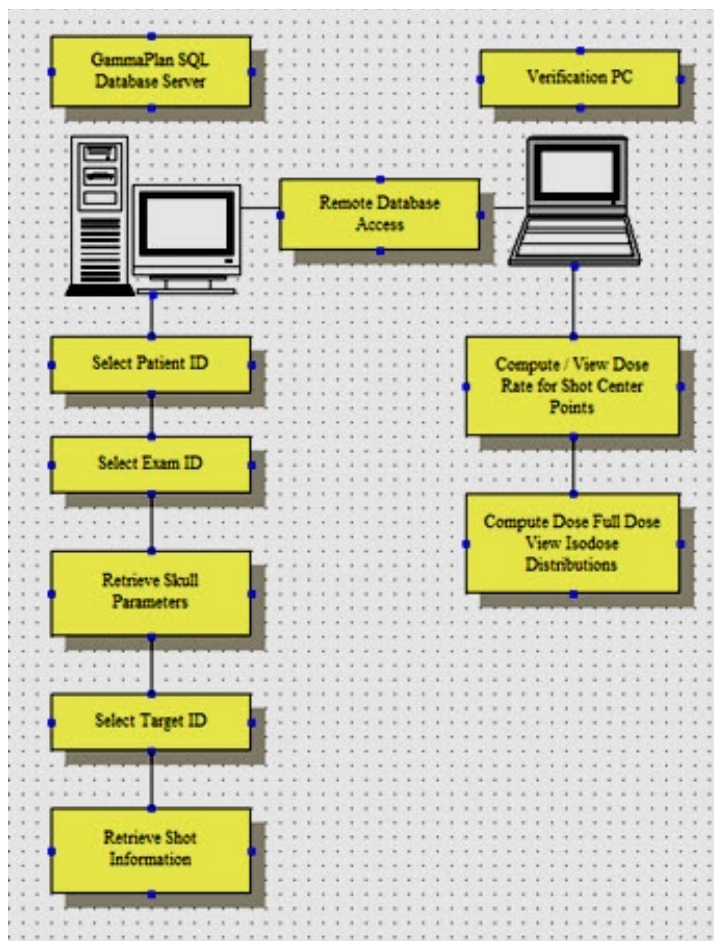 GammaPlan SQL
Database Server
Verification PC
Remote Database
Access
Select Patient ID
Select Exam ID
Retrieve Skull
Parameters
Select Target ID
Retrieve Shot
Information
Compute / View Dose
Rate for Shot Center
Points
Compute Dose Full Dose
View Isodose
Distributions